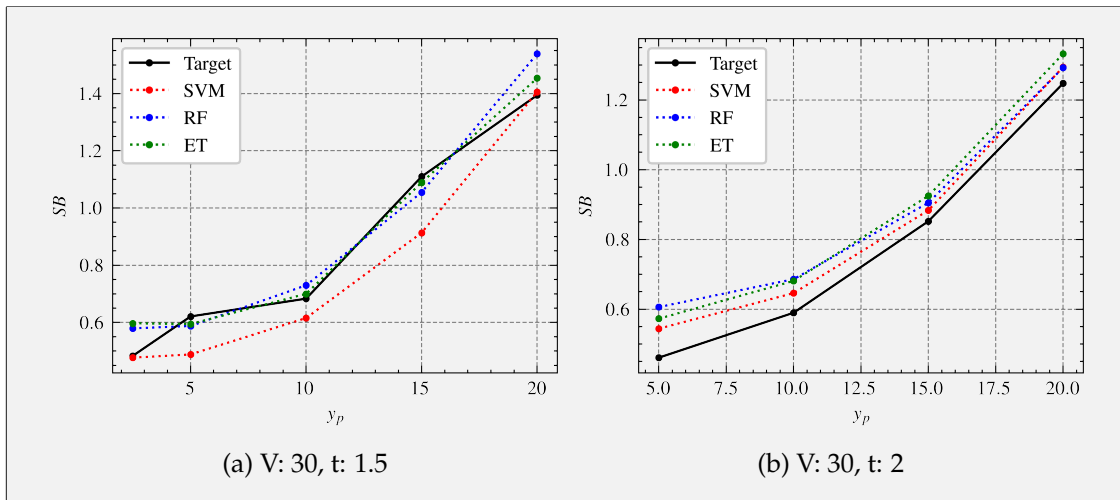 Target
SVM
RF
ET
1.4
1.2
1.0
0.8
0.6
SB
5
10
15
20
y_p
(a) V: 30, t: 1.5
Target
SVM
RF
ET
1.2
1.0
0.8
0.6
SB
5.0
7.5
10.0
12.5
15.0
17.5
20.0
y_p
(b) V: 30, t: 2